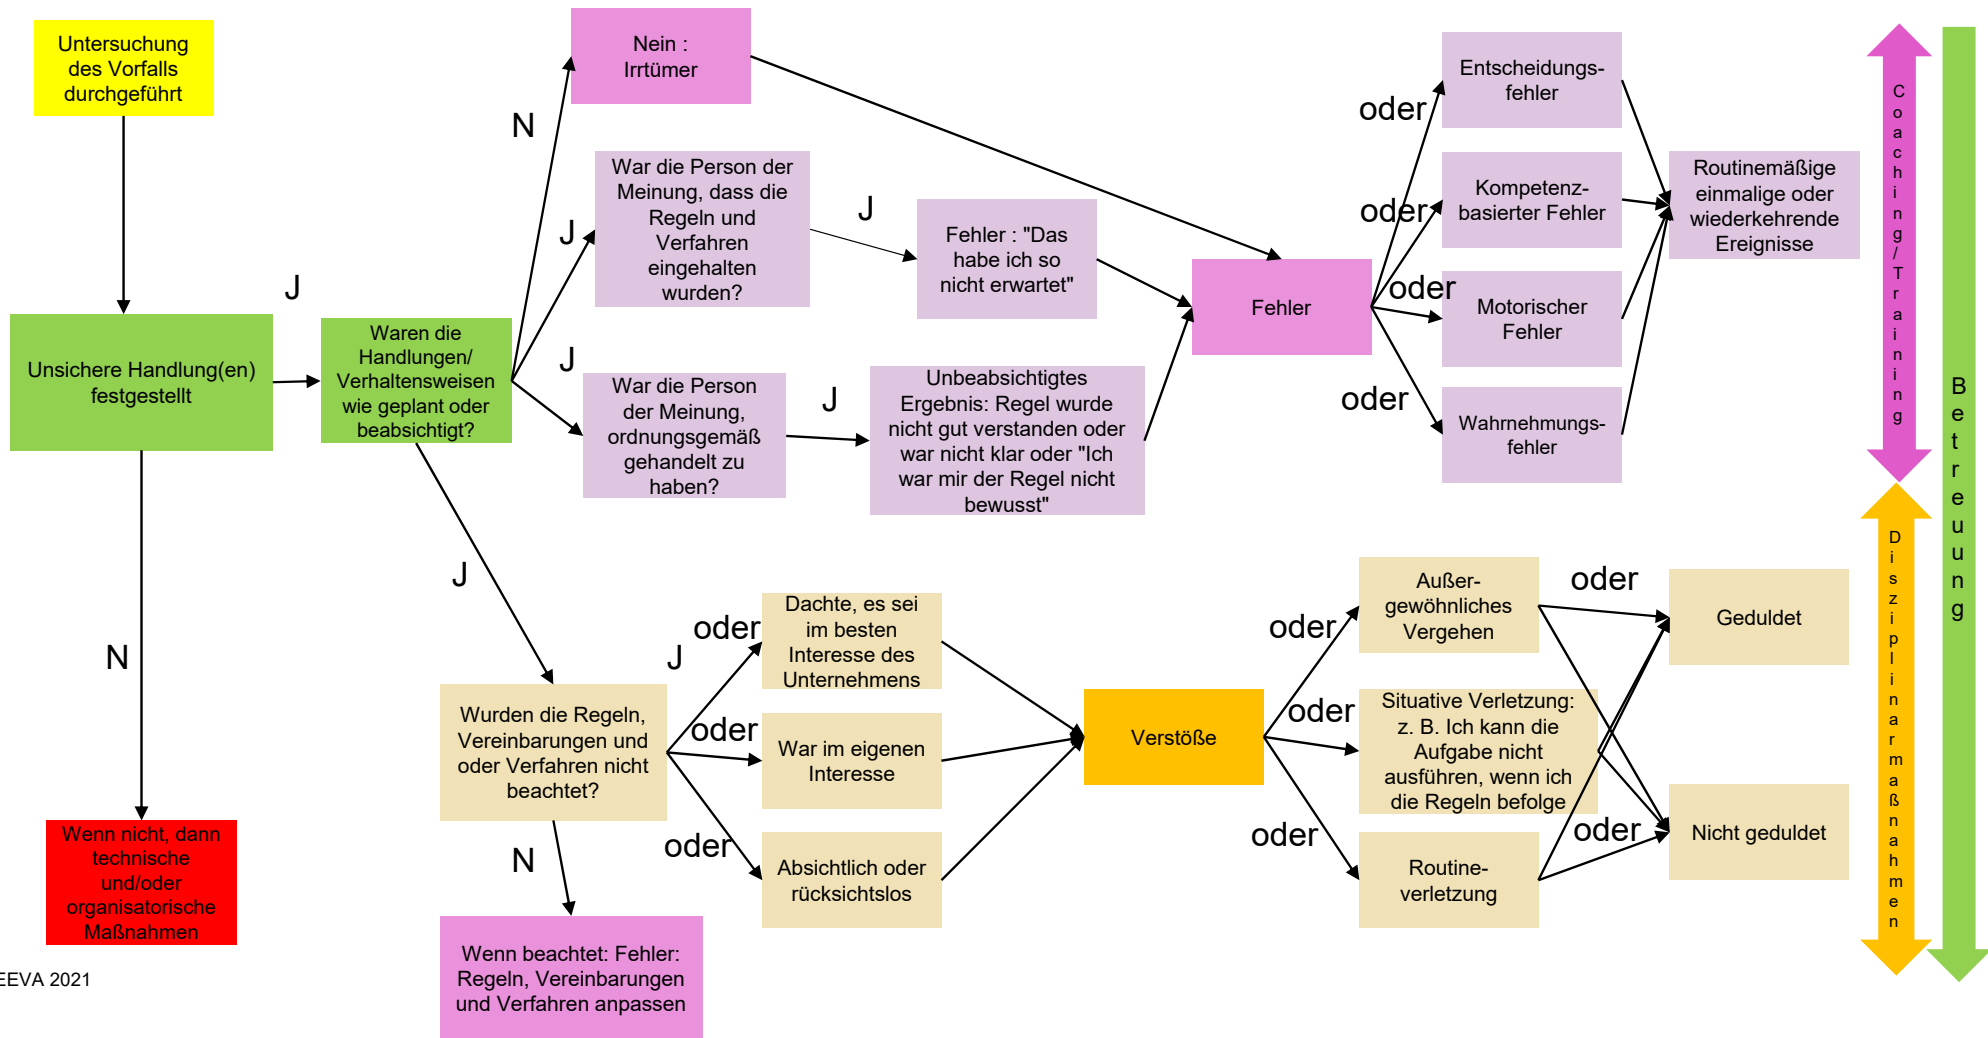 Untersuchung
des Vorfalls
durchgeführt
Unsichere Handlung(en)
festgestellt
J
N
Wenn nicht, dann
technische
und/oder
organisatorische
Maßnahmen
EEVA 2021
Waren die
Handlungen/
Verhaltensweisen
wie geplant oder
beabsichtigt?
N
J
J
J
Nein :
Irrtümer
War die Person der
Meinung, dass die
Regeln und
Verfahren
eingehalten
wurden?
J
Fehler : "Das
habe ich so
nicht erwartet"
War die Person
der Meinung,
ordnungsgemäß
gehandelt zu
haben?
J
Unbeabsichtigtes
Ergebnis: Regel wurde
nicht gut verstanden oder
war nicht klar oder "Ich
war mir der Regel nicht
bewusst"
Fehler
oder
oder
oder
oder
Entscheidungs-
fehler
Kompetenz-
basierter Fehler
Motorischer
Fehler
Wahrnehmungs-
fehler
Routinemäßige
einmalige oder
wiederkehrende
Ereignisse
Wurden die Regeln,
Vereinbarungen und
oder Verfahren nicht
beachtet?
J
N
Wenn beachtet: Fehler:
Regeln, Vereinbarungen
und Verfahren anpassen
oder
oder
oder
Dachte, es sei
im besten
Interesse des
Unternehmens
War im eigenen
Interesse
Absichtlich oder
rücksichtslos
Verstöße
oder
oder
oder
Außer-
gewöhnliches
Vergehen
Situative Verletzung:
z. B. Ich kann die
Aufgabe nicht
ausführen, wenn ich
die Regeln befolge
Routine-
verletzung
oder
oder
Geduldet
Nicht geduldet
Coaching/Training
Disziplinarmaßnahmen
Betreuung